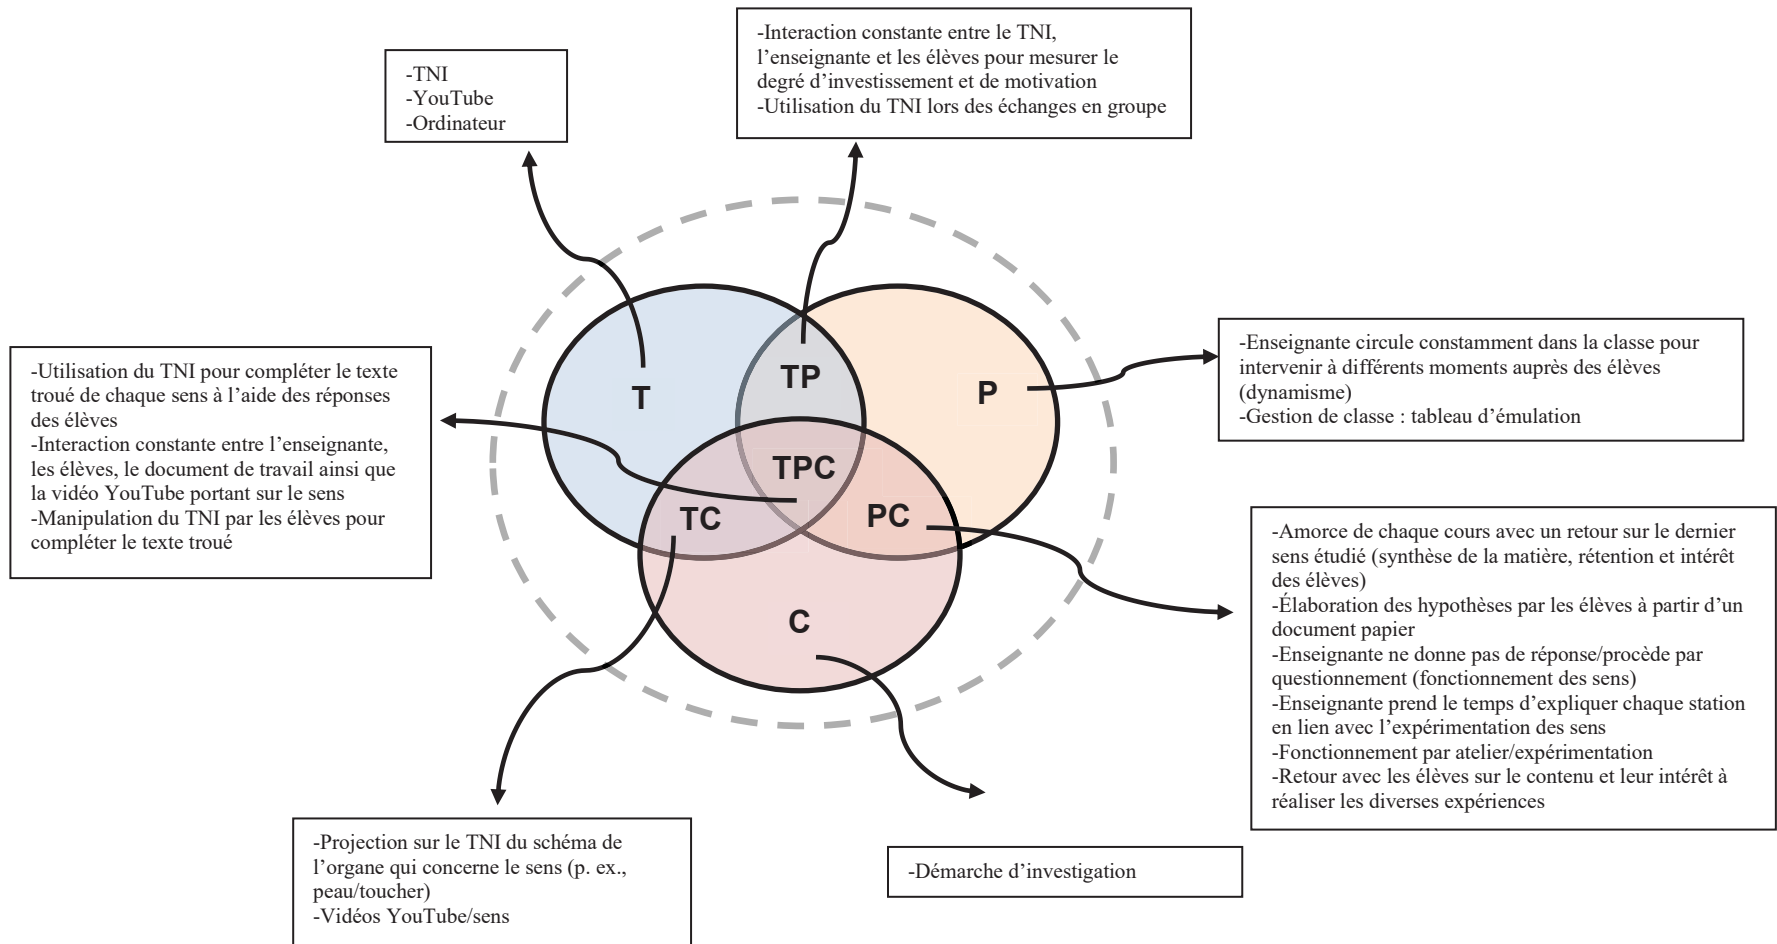 -TNI
-YouTube
-Ordinateur
-Interaction constante entre le TNI,
l’enseignante et les élèves pour mesurer le
degré d’investissement et de motivation
-Utilisation du TNI lors des échanges en groupe
-Utilisation du TNI pour compléter le texte
troué de chaque sens à l’aide des réponses
des élèves
-Interaction constante entre l’enseignante,
les élèves, le document de travail ainsi que
la vidéo YouTube portant sur le sens
-Manipulation du TNI par les élèves pour
compléter le texte troué
T
TP
P
TPC
TC
PC
C
-Enseignante circule constamment dans la classe pour
intervenir à différents moments auprès des élèves
(dynamisme)
-Gestion de classe : tableau d’émulation
-Amorce de chaque cours avec un retour sur le dernier
sens étudié (synthèse de la matière, rétention et intérêt
des élèves)
-Élaboration des hypothèses par les élèves à partir d’un
document papier
-Enseignante ne donne pas de réponse/procède par
questionnement (fonctionnement des sens)
-Enseignante prend le temps d’expliquer chaque station
en lien avec l’expérimentation des sens
-Fonctionnement par atelier/expérimentation
-Retour avec les élèves sur le contenu et leur intérêt à
réaliser les diverses expériences
-Projection sur le TNI du schéma de
l’organe qui concerne le sens (p. ex.,
peau/toucher)
-Vidéos YouTube/sens
-Démarche d’investigation